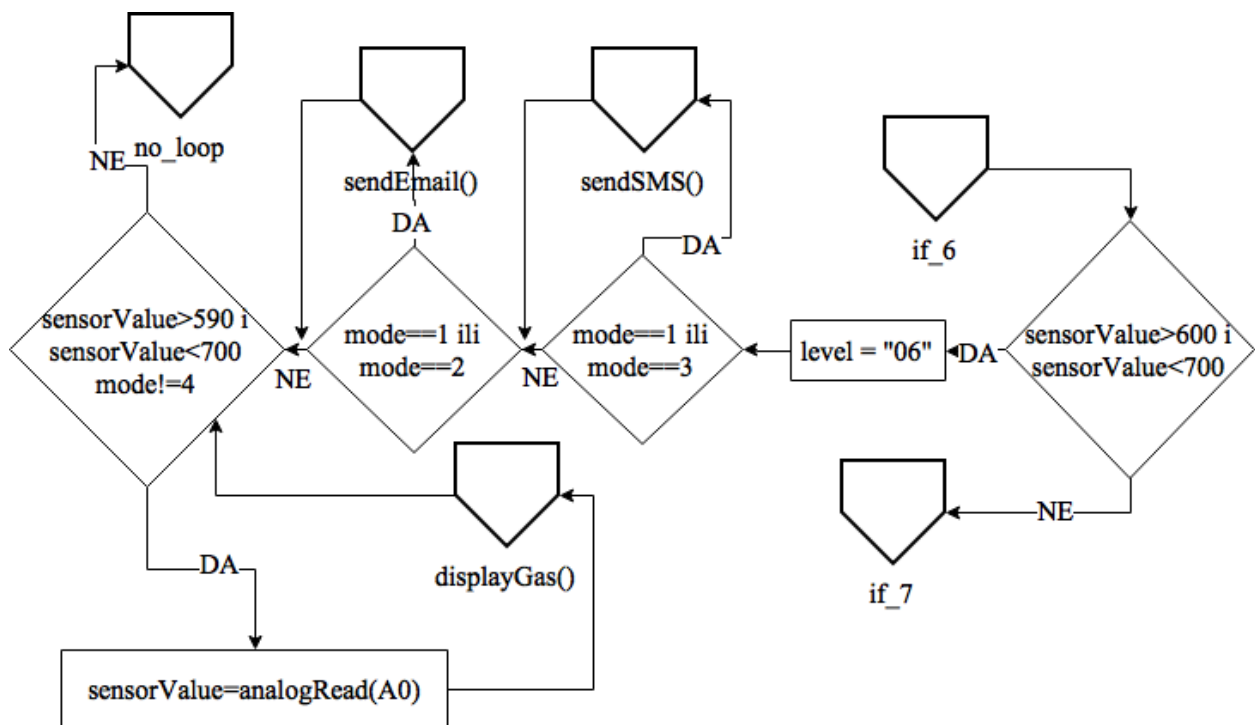 no_loop
NE
sendEmail()
DA
sendSMS()
DA
if_6
sensorValue>590 i
sensorValue<700
mode!=4
NE
mode==1 ili
mode==2
NE
mode==1 ili
mode==3
level = "06"
DA
sensorValue>600 i
sensorValue<700
NE
if_7
displayGas()
DA
sensorValue=analogRead(A0)